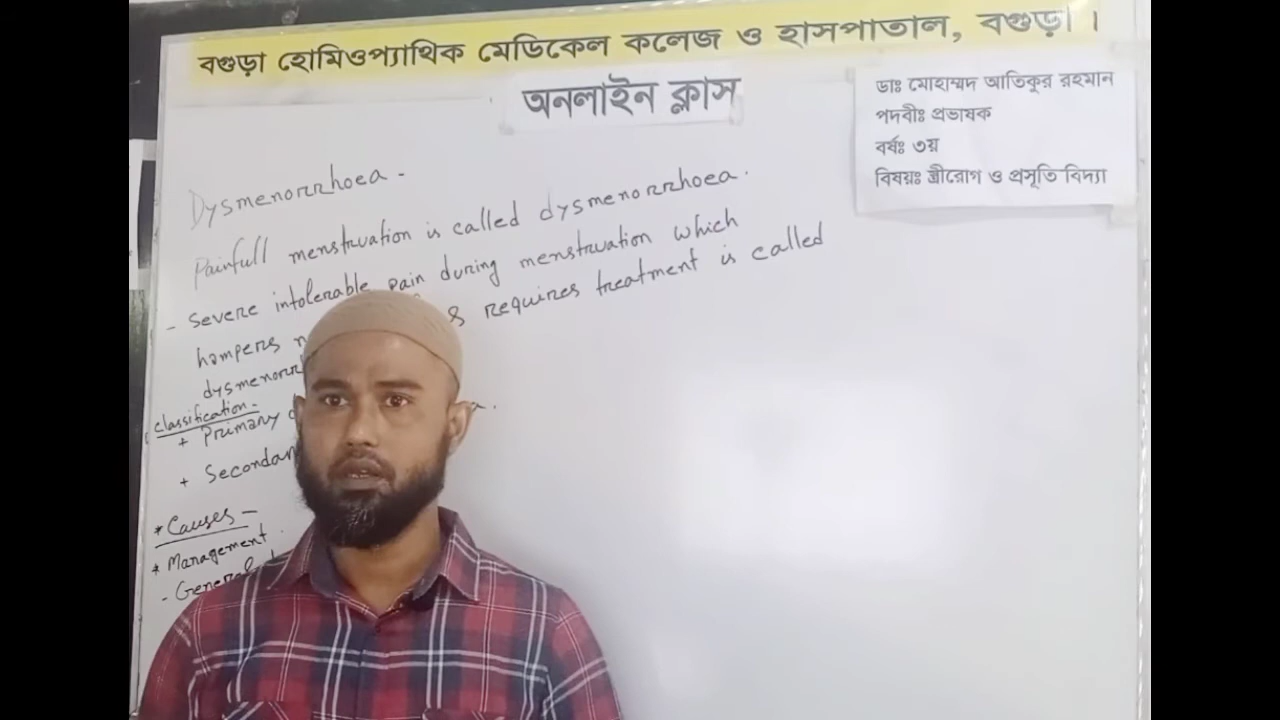 বগুড়া হোমিওপ্যাথিক মেডিকেল কলেজ ও হাসপাতাল, বগুড়া ।
অনলাইন ক্লাস
ডাঃ মোহাম্মদ আতিকুর রহমান
পদবীঃ প্রভাষক
বর্ষঃ ৩য়
বিষয়ঃ স্ত্রীরোগ ও প্রসূতি বিদ্যা
Dysmenorrhoea -
Painfull menstruation is called dysmenorrhoea.
- Severe intolerable pain during menstruation which
hampers & requires treatment is called
classification -
+ Primary
+
* Causes -
* Management
-